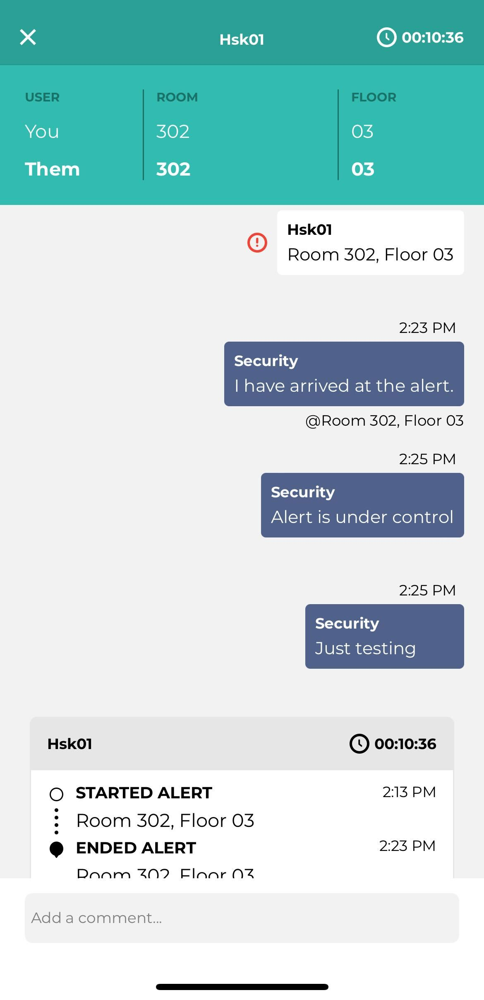 Hsk01
00:10:36
USER ROOM FLOOR
You 302 03
Them 302 03
Hsk01
Room 302, Floor 03
2:23 PM
Security
I have arrived at the alert.
@Room 302, Floor 03
2:25 PM
Security
Alert is under control
2:25 PM
Security
Just testing
Hsk01 00:10:36
STARTED ALERT 2:13 PM
Room 302, Floor 03
ENDED ALERT 2:23 PM
Room 302, Floor 03
Add a comment...